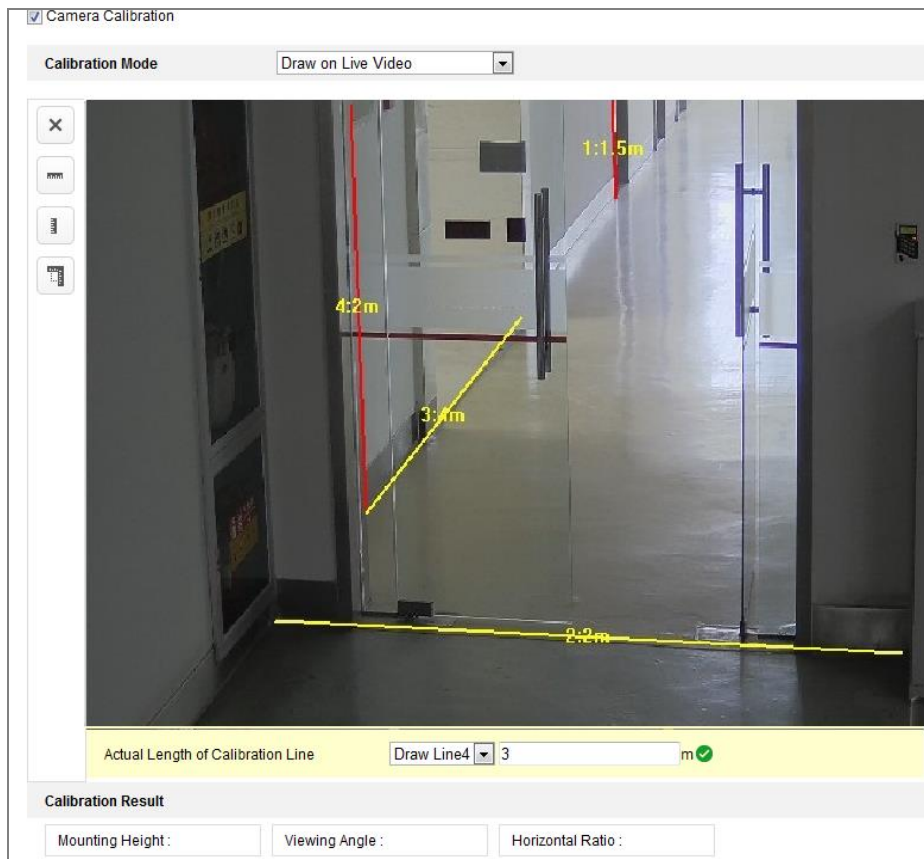 Camera Calibration
Calibration Mode
Draw on Live Video
1:1.5m
4:2m
3:4m
2:2m
Actual Length of Calibration Line
Draw Line4
3
m
Calibration Result
Mounting Height :
Viewing Angle :
Horizontal Ratio :